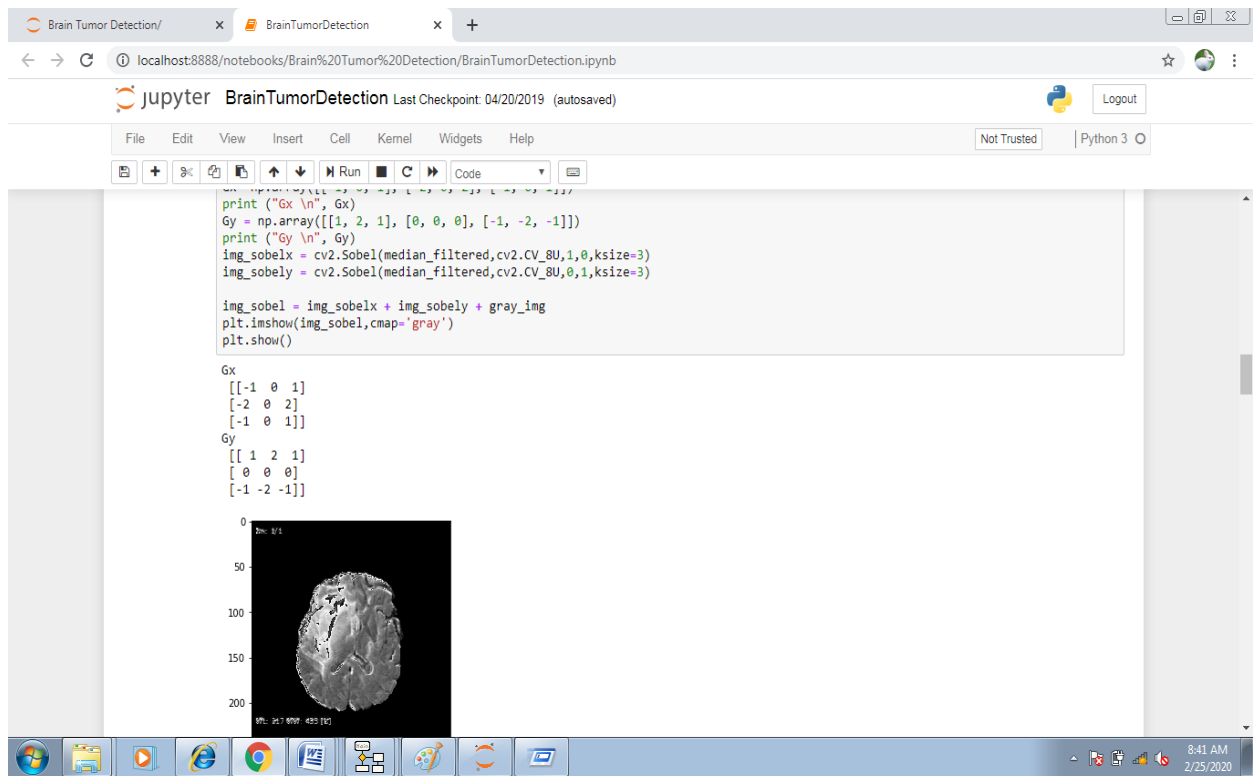 Brain Tumor Detection/
BrainTumorDetection
localhost:8888/notebooks/Brain%20Tumor%20Detection/BrainTumorDetection.ipynb
jupyter BrainTumorDetection Last Checkpoint: 04/20/2019 (autosaved)
Logout
File Edit View Insert Cell Kernel Widgets Help
Not Trusted Python 3
Run Code
print ("Gx \n", Gx)
Gy = np.array([[1, 2, 1], [0, 0, 0], [-1, -2, -1]])
print ("Gy \n", Gy)
img_sobelx = cv2.Sobel(median_filtered,cv2.CV_8U,1,0,ksize=3)
img_sobely = cv2.Sobel(median_filtered,cv2.CV_8U,0,1,ksize=3)
img_sobel = img_sobelx + img_sobely + gray_img
plt.imshow(img_sobel,cmap='gray')
plt.show()
Gx
[[-1 0 1]
[-2 0 2]
[-1 0 1]]
Gy
[[ 1 2 1]
[ 0 0 0]
[-1 -2 -1]]
0
50
100
150
200
8:41 AM
2/25/2020